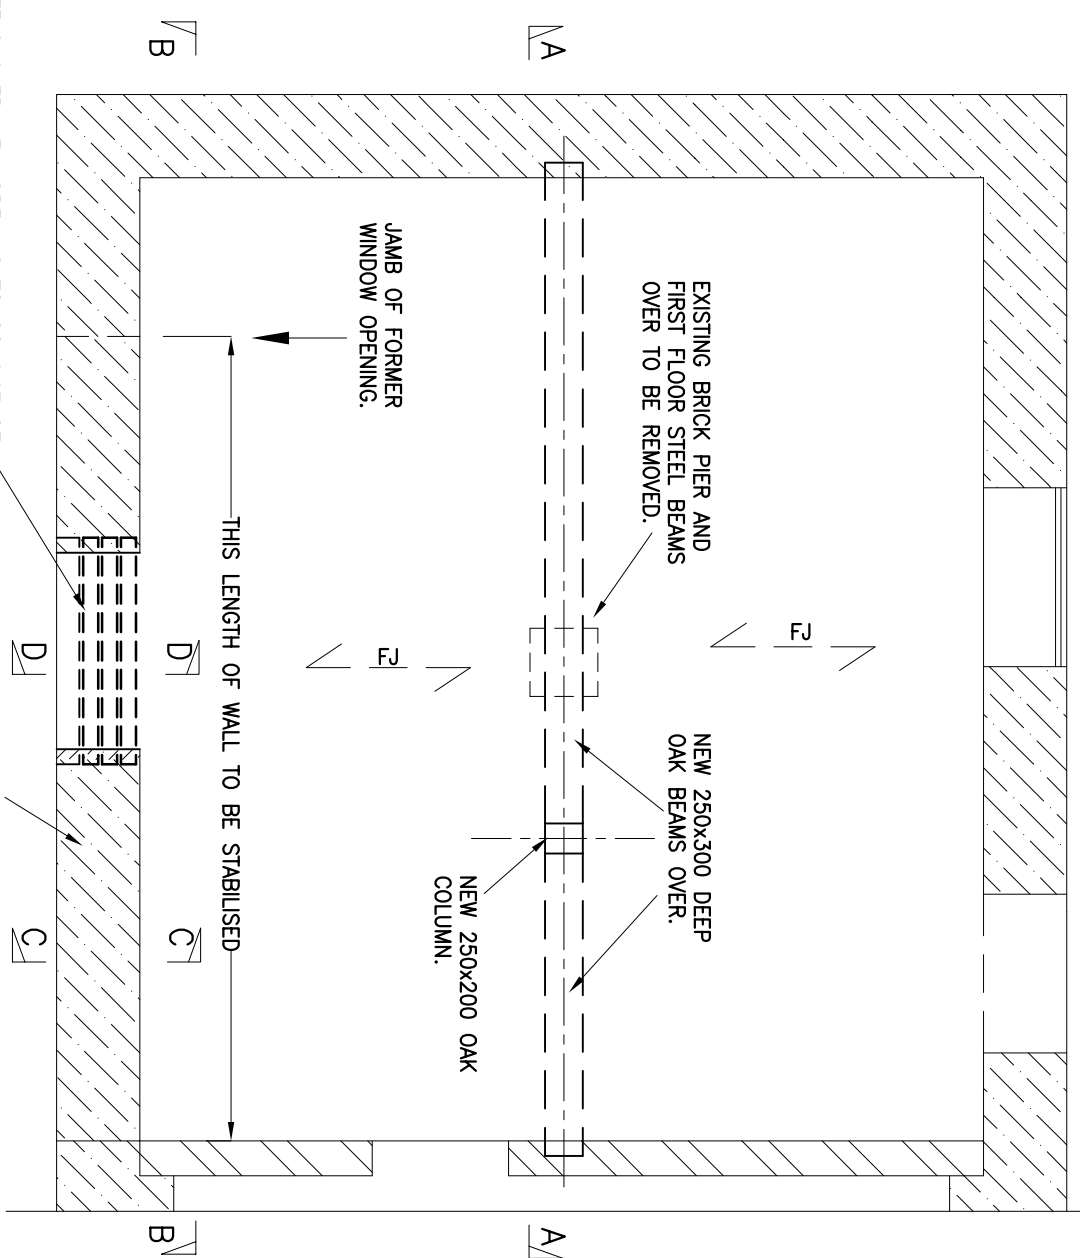 B
A
EXISTING BRICK PIER AND
FIRST FLOOR STEEL BEAMS
OVER TO BE REMOVED.
JAMB OF FORMER
WINDOW OPENING.
THIS LENGTH OF WALL TO BE STABILISED
FJ
FJ
D
D
NEW 250x300 DEEP
OAK BEAMS OVER.
NEW 250x200 OAK
COLUMN.
C
C
B
A